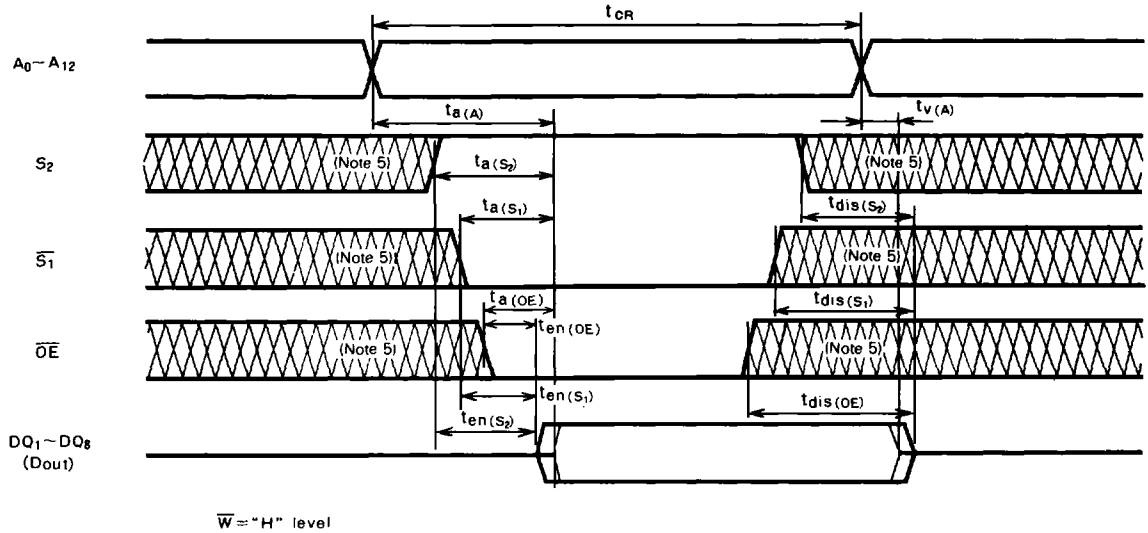 tCR
A0~A12
ta(A)
tv(A)
S2
(Note 5)
ta(S2)
(Note 5)
tdis(S2)
ta(S1)
S1
(Note 5)
(Note 5)
ta(OE)
tdis(S1)
ten(OE)
OE
(Note 5)
(Note 5)
ten(S1)
tdis(OE)
ten(S2)
DQ1~DQ8
(Dout)
W="H" level